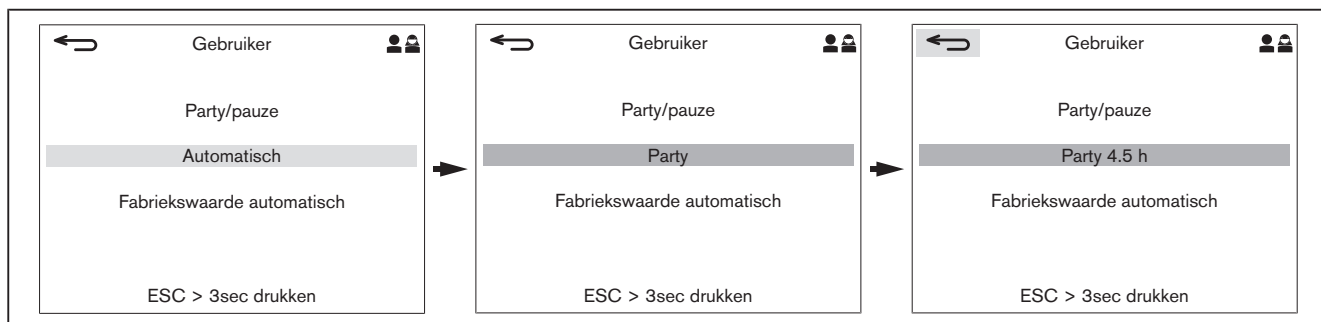 Gebruiker
Party/pauze
Automatisch
Fabriekswaarde automatisch
ESC > 3sec drukken
Gebruiker
Party/pauze
Party
Fabriekswaarde automatisch
ESC > 3sec drukken
Gebruiker
Party/pauze
Party 4.5 h
Fabriekswaarde automatisch
ESC > 3sec drukken